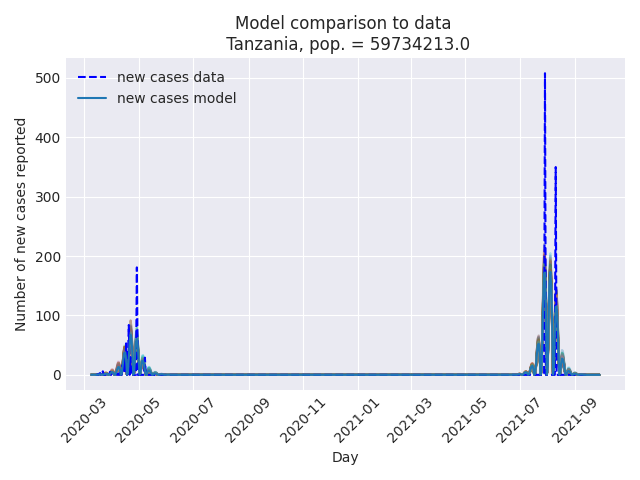 Model comparison to data
Tanzania, pop. = 59734213.0
new cases data
new cases model
Number of new cases reported
500
400
300
200
100
0
2020-03
2020-05
2020-07
2020-09
2020-11
2021-01
2021-03
2021-05
2021-07
2021-09
Day